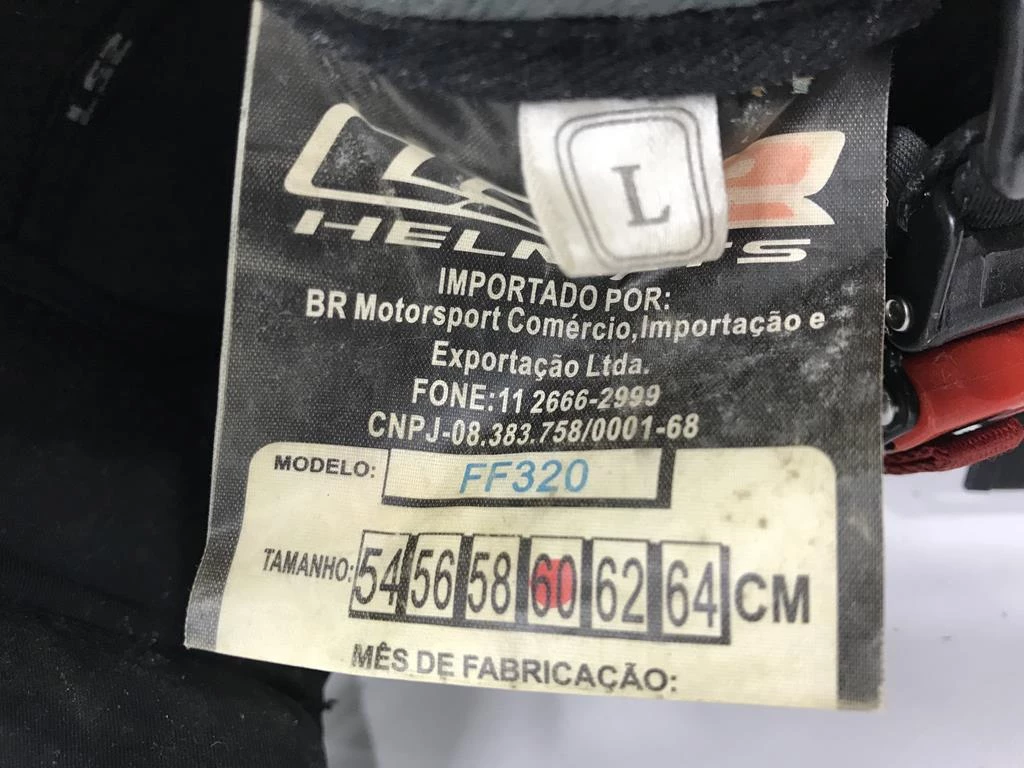 LS2
L
IMPORTADO POR:
BR Motorsport Comércio,Importação e
Exportação Ltda.
FONE:11 2666-2999
CNPJ-08.383.758/0001-68
MODELO: FF320
TAMANHO: 54 56 58 60 62 64 CM
MÊS DE FABRICAÇÃO: